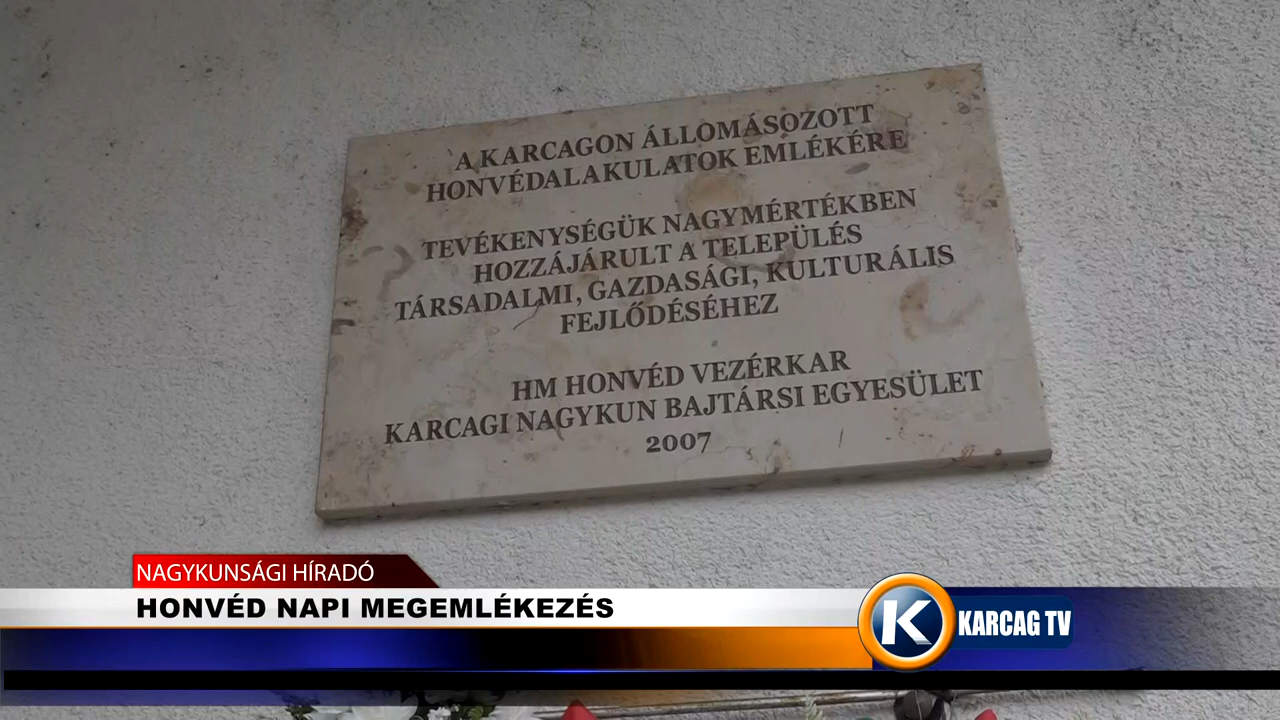 A KARCAGON ÁLLOMÁSOZOTT
HONVÉDALAKULATOK EMLÉKÉRE
TEVÉKENYSÉGÜK NAGYMÉRTÉKBEN
HOZZÁJÁRULT A TELEPÜLÉS
TÁRSADALMI, GAZDASÁGI, KULTURÁLIS
FEJLŐDÉSÉHEZ
HM HONVÉD VEZÉRKAR
KARCAGI NAGYKUN BAJTÁRSI EGYESÜLET
2007
NAGYKUNSÁGI HÍRADÓ
HONVÉD NAPI MEGEMLÉKEZÉS
K KARCAG TV